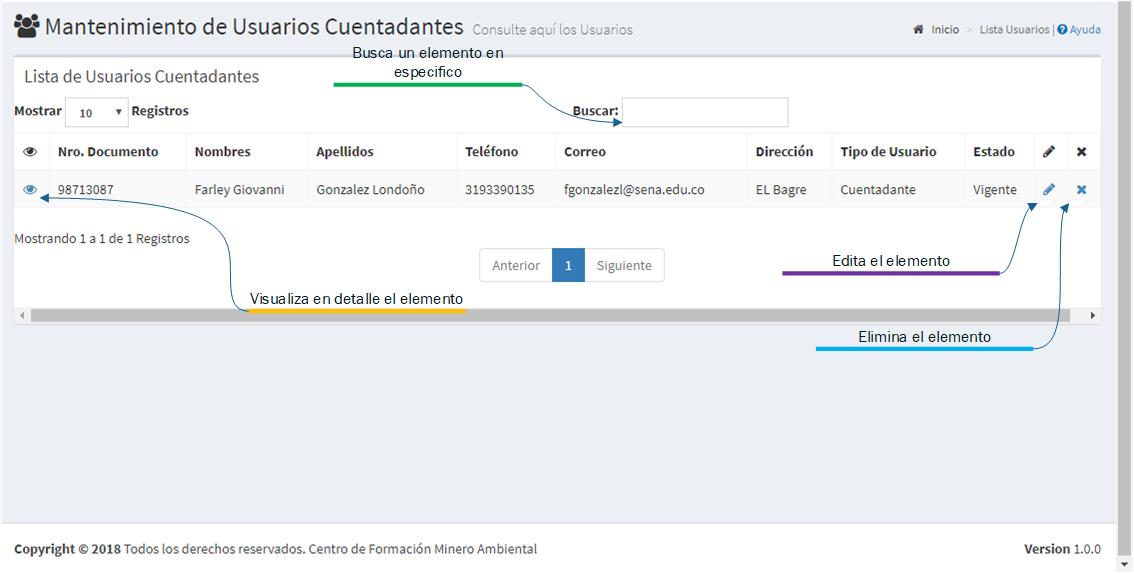 Mantenimiento de Usuarios Cuentadantes Consulte aquí los Usuarios
Inicio > Lista Usuarios | Ayuda
Busca un elemento en
especifico
Lista de Usuarios Cuentadantes
Mostrar 10 Registros
Buscar:
Nro. Documento Nombres Apellidos Teléfono Correo Dirección Tipo de Usuario Estado
98713087 Farley Giovanni Gonzalez Londoño 3193390135 fgonzalezl@sena.edu.co EL Bagre Cuentadante Vigente
Mostrando 1 a 1 de 1 Registros
Anterior 1 Siguiente
Edita el elemento
Visualiza en detalle el elemento
Elimina el elemento
Copyright © 2018 Todos los derechos reservados. Centro de Formación Minero Ambiental
Version 1.0.0